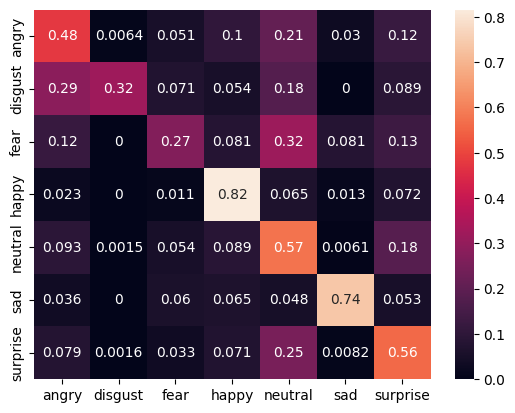 angry 0.48 0.0064 0.051 0.1 0.21 0.03 0.12
disgust 0.29 0.32 0.071 0.054 0.18 0 0.089
fear 0.12 0 0.27 0.081 0.32 0.081 0.13
happy 0.023 0 0.011 0.82 0.065 0.013 0.072
neutral 0.093 0.0015 0.054 0.089 0.57 0.0061 0.18
sad 0.036 0 0.06 0.065 0.048 0.74 0.053
surprise 0.079 0.0016 0.033 0.071 0.25 0.0082 0.56
angry disgust fear happy neutral sad surprise
0.8
0.7
0.6
0.5
0.4
0.3
0.2
0.1
0.0